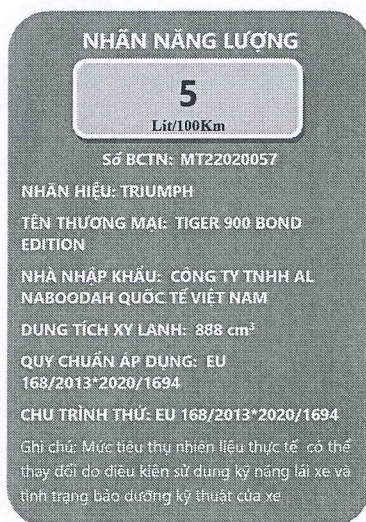 NHÃN NĂNG LƯỢNG
5
Lit/100Km
Số BCTN: MT22020057
NHÃN HIỆU: TRIUMPH
TÊN THƯƠNG MẠI: TIGER 900 BOND
EDITION
NHÀ NHẬP KHẨU: CÔNG TY TNHH AL
NABOODAH QUỐC TẾ VIỆT NAM
DUNG TÍCH XY LANH: 888 cm³
QUY CHUẨN ÁP DỤNG: EU
168/2013*2020/1694
CHU TRÌNH THỬ: EU 168/2013*2020/1694
Ghi chú: Mức tiêu thụ nhiên liệu thực tế có thể
thay đổi do điều kiện sử dụng kỹ năng lái xe và
tình trạng bảo dưỡng kỹ thuật của xe